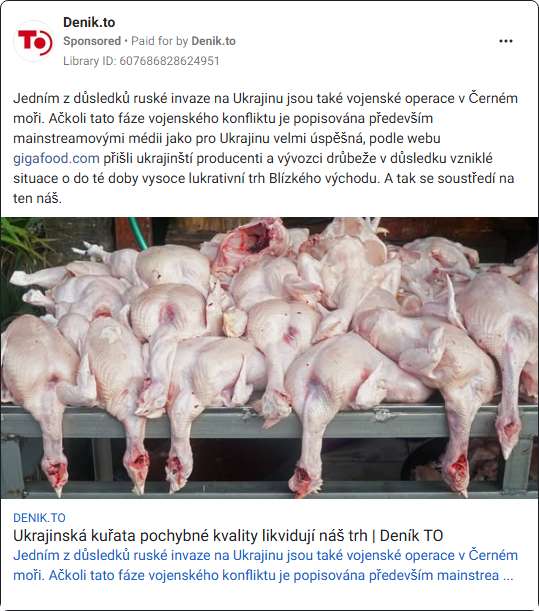 Denik.to
Sponsored • Paid for by Denik.to
Library ID: 607686828624951
TO
Jedním z důsledků ruské invaze na Ukrajinu jsou také vojenské operace v Černém
moři. Ačkoli tato fáze vojenského konfliktu je popisována především
mainstreamovými médii jako pro Ukrajinu velmi úspěšná, podle webu
gigafood.com přišli ukrajinští producenti a vývozci drůbeže v důsledku vzniklé
situace o do té doby vysoce lukrativní trh Blízkého východu. A tak se soustředí na
ten náš.
DENIK.TO
Ukrajinská kuřata pochybné kvality likvidují náš trh | Deník TO
Jedním z důsledků ruské invaze na Ukrajinu jsou také vojenské operace v Černém
moři. Ačkoli tato fáze vojenského konfliktu je popisována především mainstrea ...